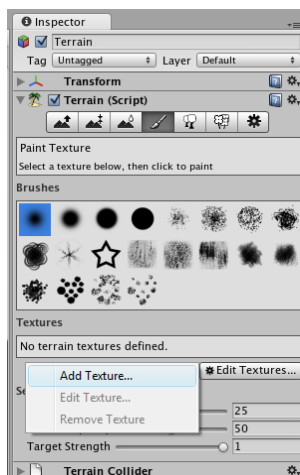 Inspector
Terrain
Tag Untagged Layer Default
Transform
Terrain (Script)
Paint Texture
Select a texture below, then click to paint
Brushes
Textures
No terrain textures defined.
Edit Textures...
Add Texture...
Se
Edit Texture...
25
Remove Texture
50
Target Strength 1
Terrain Collider